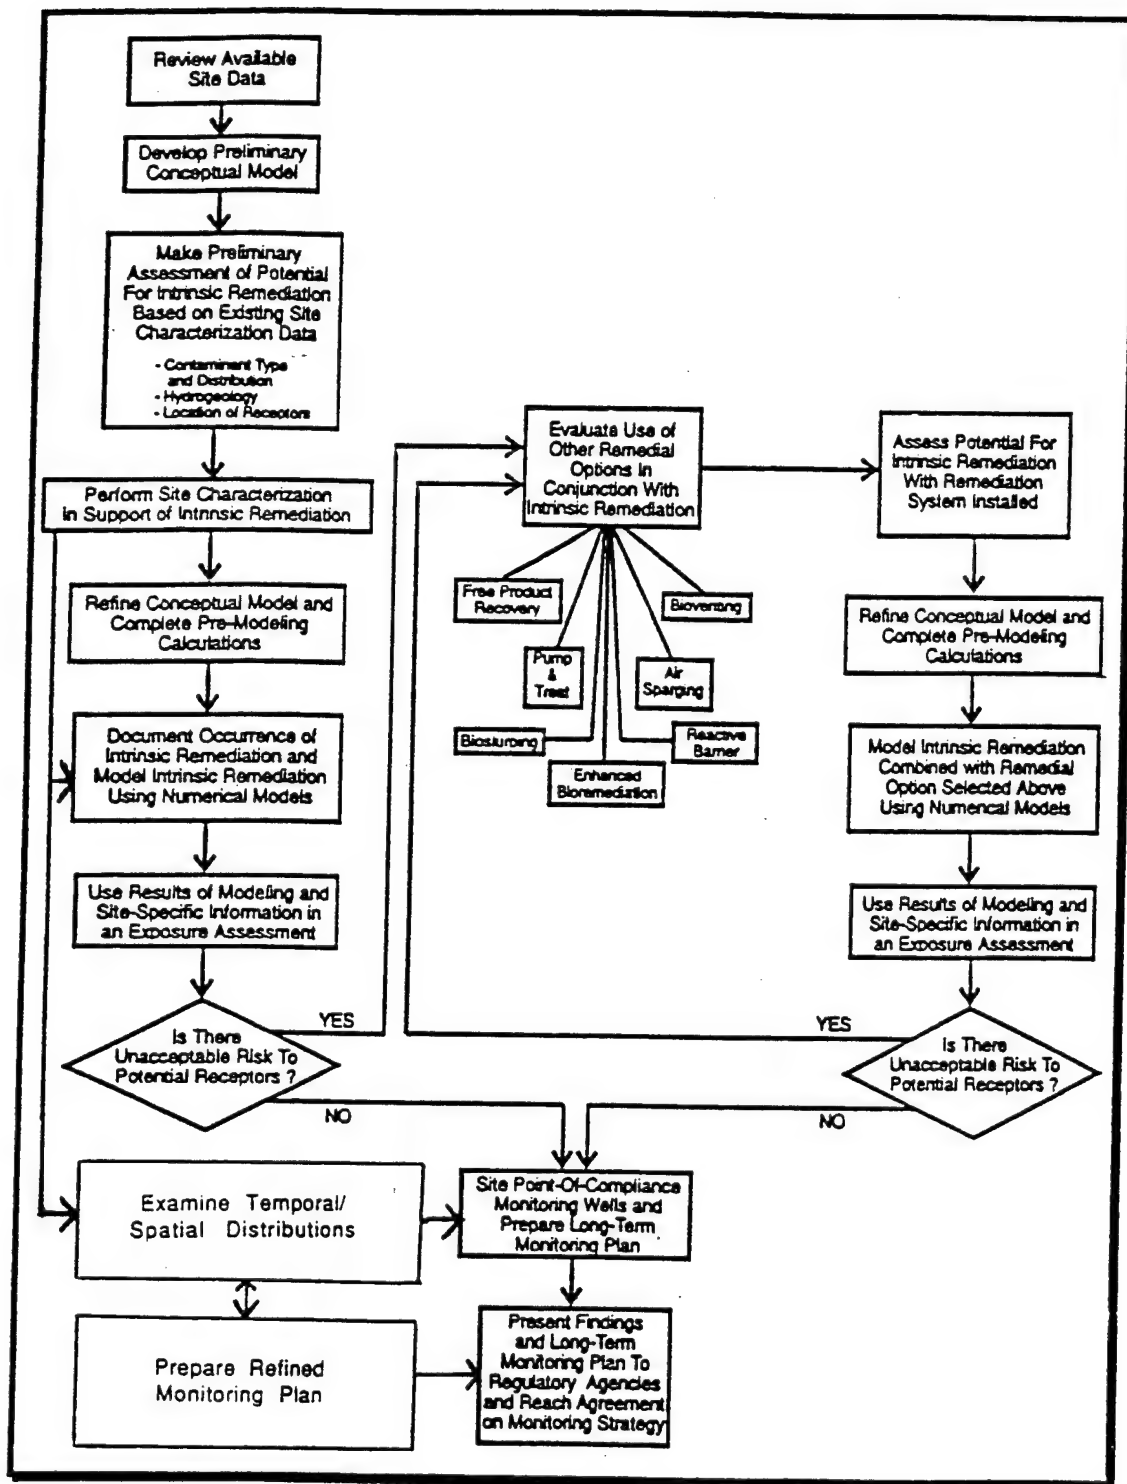 Review Available
Site Data
Develop Preliminary
Conceptual Model
Make Preliminary
Assessment of Potential
For Intrinsic Remediation
Based on Existing Site
Characterization Data
- Contaminant Type
and Distribution
- Hydrogeology
- Location of Receptors
Perform Site Characterization
in Support of Intrinsic Remediation
Refine Conceptual Model and
Complete Pre-Modeling
Calculations
Document Occurrence of
Intrinsic Remediation and
Model Intrinsic Remediation
Using Numerical Models
Use Results of Modeling and
Site-Specific Information in
an Exposure Assessment
Is There
Unacceptable Risk To
Potential Receptors ?
YES
NO
Evaluate Use of
Other Remedial
Options In
Conjunction With
Intrinsic Remediation
Free Product
Recovery
Bioventing
Pump
&
Treat
Air
Sparging
Bioslurping
Reactive
Barrier
Enhanced
Bioremediation
Assess Potential For
Intrinsic Remediation
With Remediation
System Installed
Refine Conceptual Model and
Complete Pre-Modeling
Calculations
Model Intrinsic Remediation
Combined with Remedial
Option Selected Above
Using Numerical Models
Use Results of Modeling and
Site-Specific Information in
an Exposure Assessment
Is There
Unacceptable Risk To
Potential Receptors ?
YES
NO
Examine Temporal/
Spatial Distributions
Site Point-Of-Compliance
Monitoring Wells and
Prepare Long-Term
Monitoring Plan
Prepare Refined
Monitoring Plan
Present Findings
and Long-Term
Monitoring Plan To
Regulatory Agencies
and Reach Agreement
on Monitoring Strategy